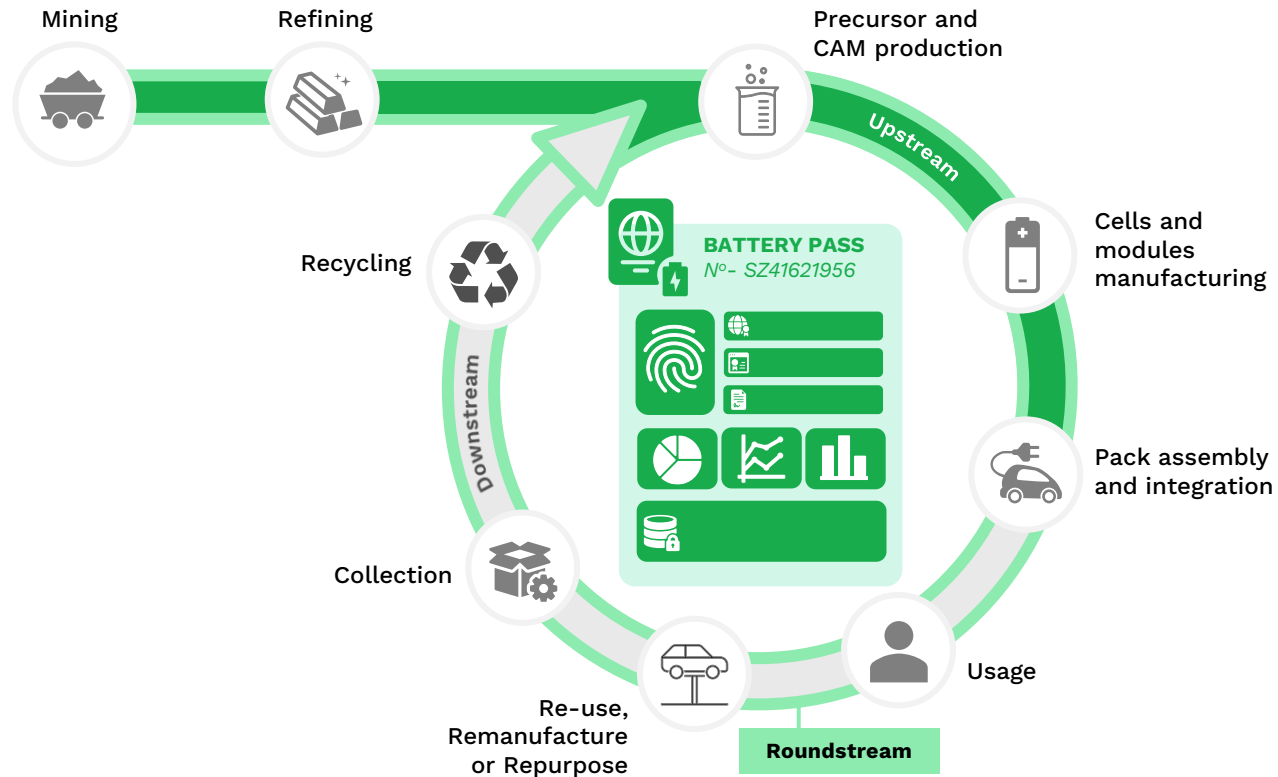 Mining
Refining
Precursor and
CAM production
Upstream
Cells and
modules
manufacturing
Pack assembly
and integration
Usage
Roundstream
Re-use,
Remanufacture
or Repurpose
Collection
Downstream
Recycling
BATTERY PASS
Nº- SZ41621956